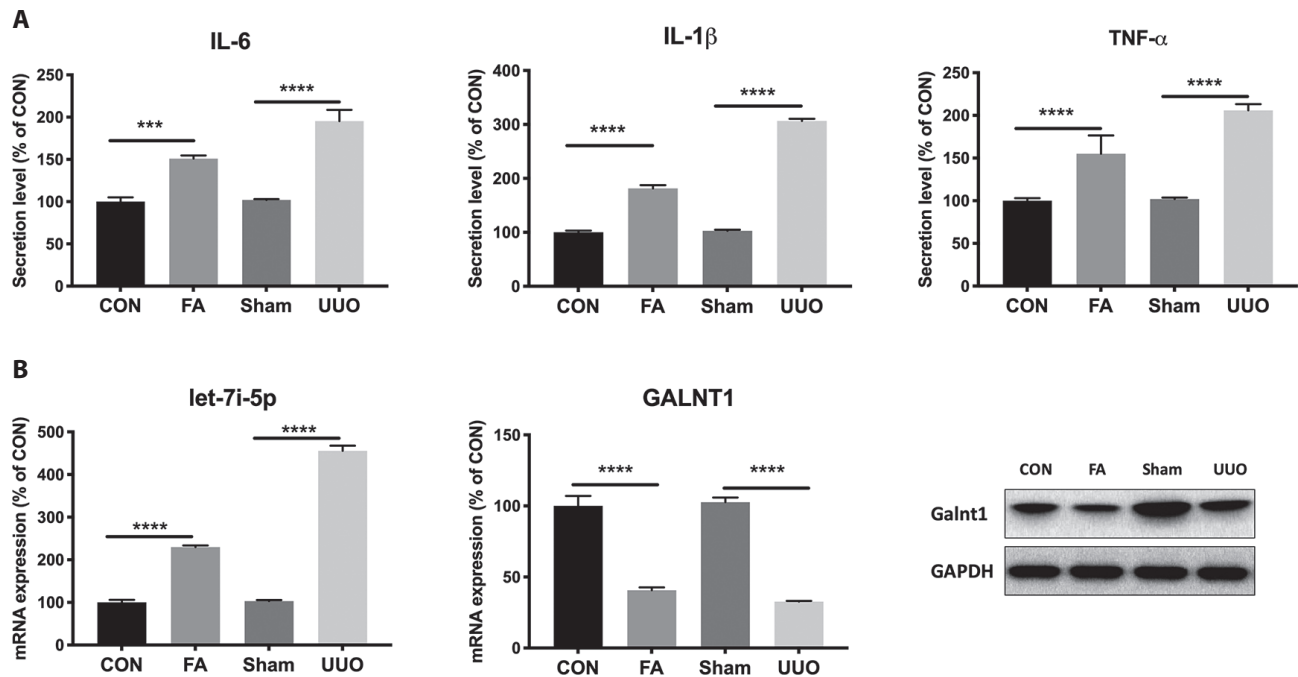 A
IL-6
Secretion level (% of CON)
250
200
150
100
50
0
***
****
CON FA Sham UUO
IL-1β
Secretion level (% of CON)
400
300
200
100
0
****
****
CON FA Sham UUO
TNF-α
Secretion level (% of CON)
250
200
150
100
50
0
****
****
CON FA Sham UUO
B
let-7i-5p
mRNA expression (% of CON)
500
400
300
200
100
0
****
****
CON FA Sham UUO
GALNT1
mRNA expression (% of CON)
150
100
50
0
****
****
CON FA Sham UUO
CON FA Sham UUO
Galnt1
GAPDH